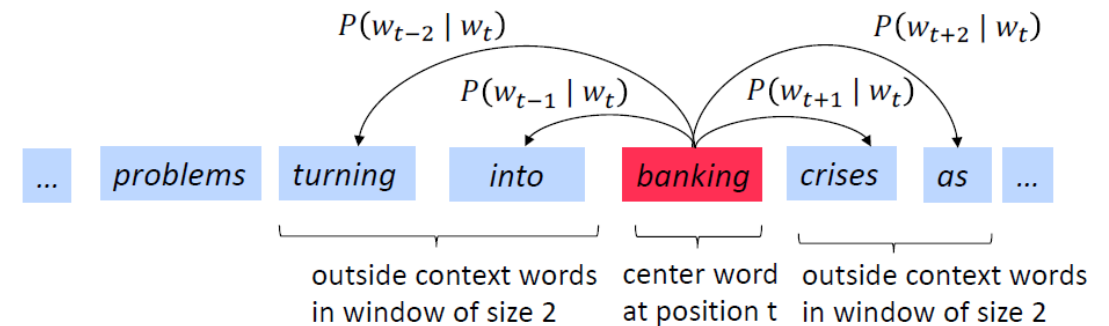 P(w_{t−2} | w_t)
P(w_{t+2} | w_t)
P(w_{t−1} | w_t)
P(w_{t+1} | w_t)
... problems turning into banking crises as ...
outside context words
in window of size 2
center word
at position t
outside context words
in window of size 2